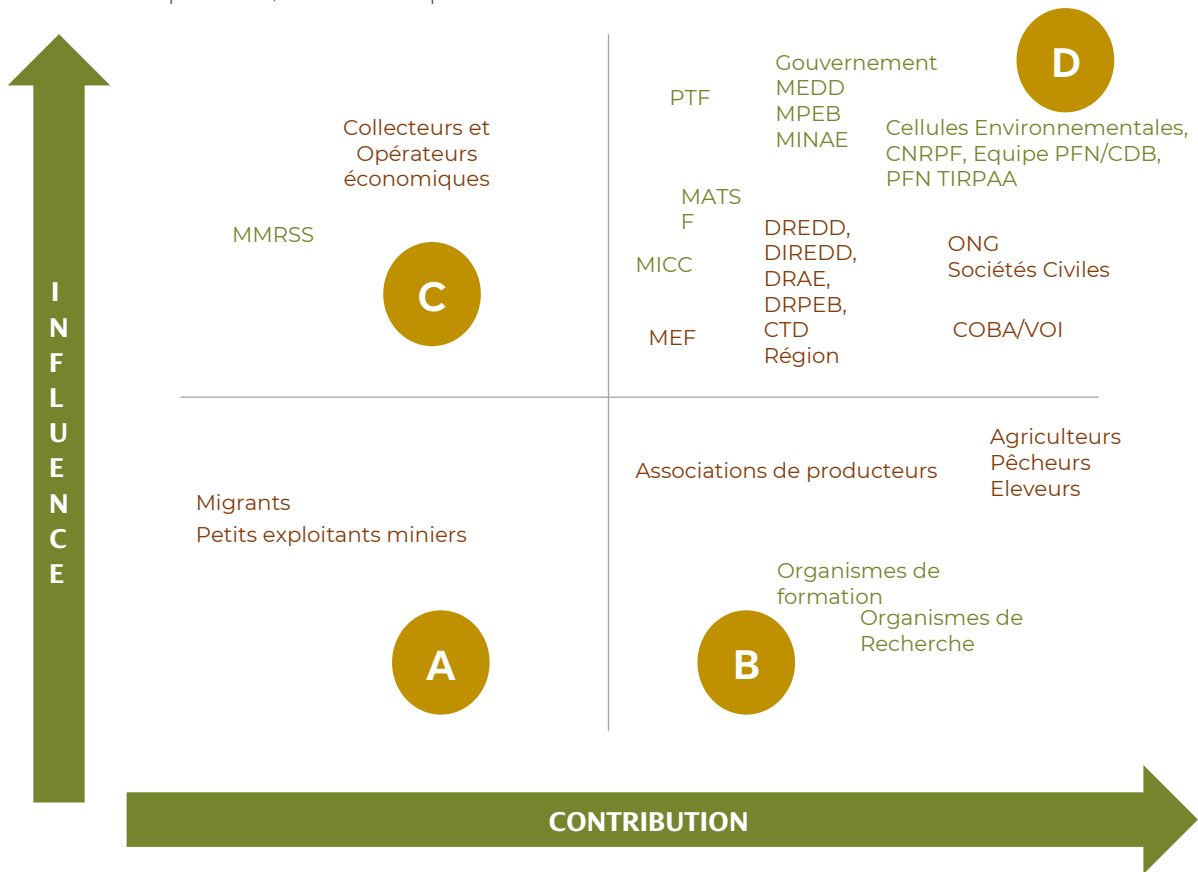 Gouvernement
MEDD
MPEB
MINAE
PTF
D
Collecteurs et
Opérateurs
économiques
Cellules Environnementales,
CNRPF, Equipe PFN/CDB,
PFN TIRPAA
MATS
F
MMRSS
C
MICC
MEF
DREDD,
DIREDD,
DRAE,
DRPEB,
CTD
Région
ONG
Sociétés Civiles
COBA/VOI
I
N
F
L
U
E
N
C
E
Migrants
Petits exploitants miniers
A
Associations de producteurs
Agriculteurs
Pêcheurs
Eleveurs
Organismes de
formation
Organismes de
Recherche
B
CONTRIBUTION